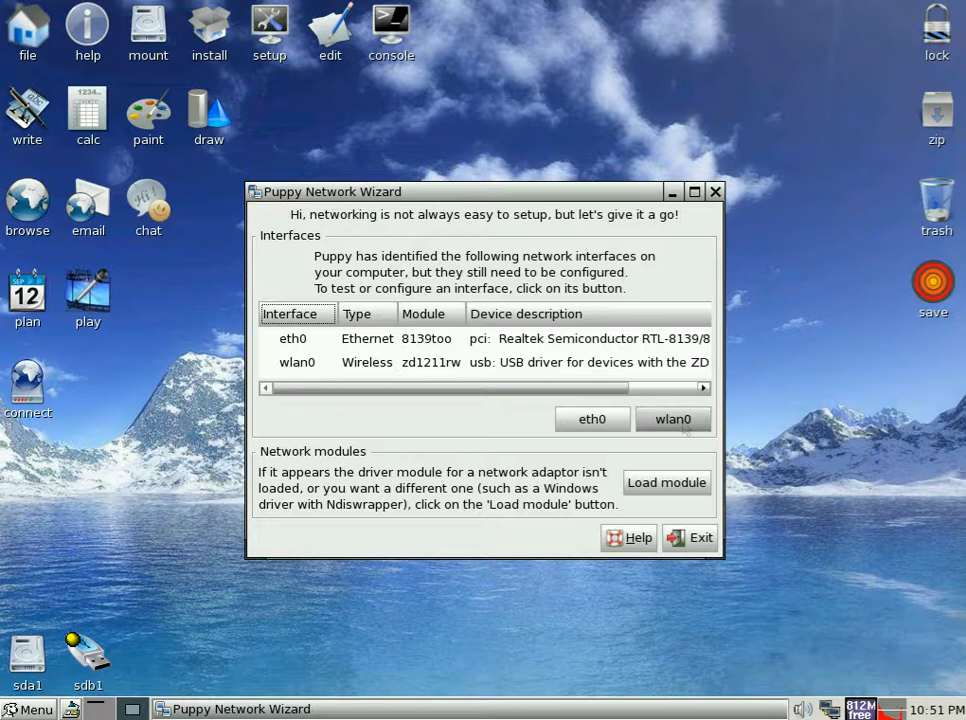 file
help
mount
install
setup
edit
console
lock
write
calc
paint
draw
zip
browse
email
chat
trash
SEP
12
plan
play
save
connect
Puppy Network Wizard
Hi, networking is not always easy to setup, but let's give it a go!
Interfaces
Puppy has identified the following network interfaces on
your computer, but they still need to be configured.
To test or configure an interface, click on its button.
Interface Type Module Device description
eth0 Ethernet 8139too pci: Realtek Semiconductor RTL-8139/8
wlan0 Wireless zd1211rw usb: USB driver for devices with the ZD
eth0 wlan0
Network modules
If it appears the driver module for a network adaptor isn't
loaded, or you want a different one (such as a Windows
driver with Ndiswrapper), click on the 'Load module' button.
Load module
Help Exit
sda1
sdb1
Menu
Puppy Network Wizard
812M
free
10:51 PM